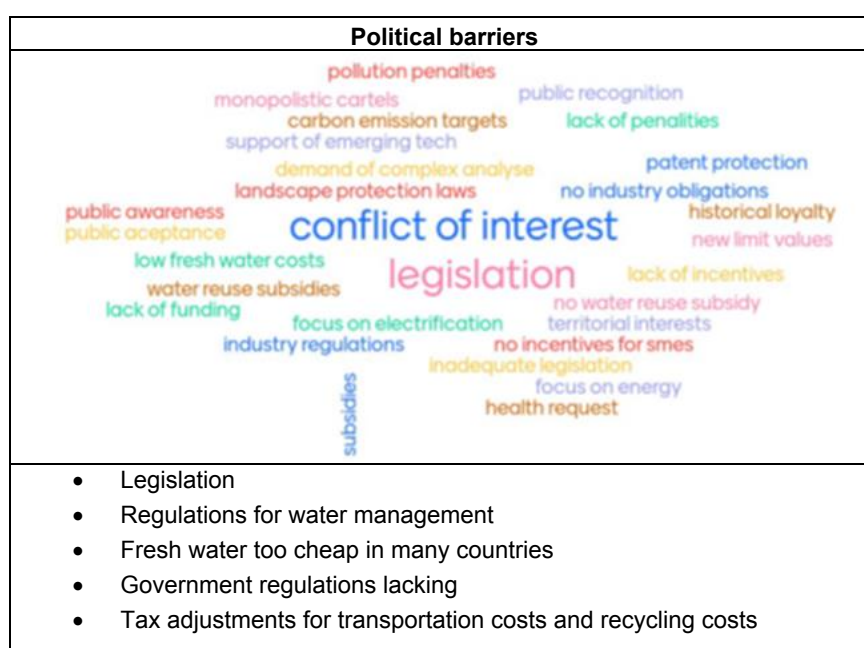 Political barriers
pollution penalties
monopolistic cartels
public recognition
carbon emission targets
lack of penalities
support of emerging tech
demand of complex analyse
patent protection
landscape protection laws
no industry obligations
public awareness
historical loyalty
conflict of interest
public aceptance
new limit values
low fresh water costs
legislation
lack of incentives
water reuse subsidies
no water reuse subsidy
lack of funding
focus on electrification
territorial interests
industry regulations
no incentives for smes
inadequate legislation
focus on energy
subsidies
health request
• Legislation
• Regulations for water management
• Fresh water too cheap in many countries
• Government regulations lacking
• Tax adjustments for transportation costs and recycling costs